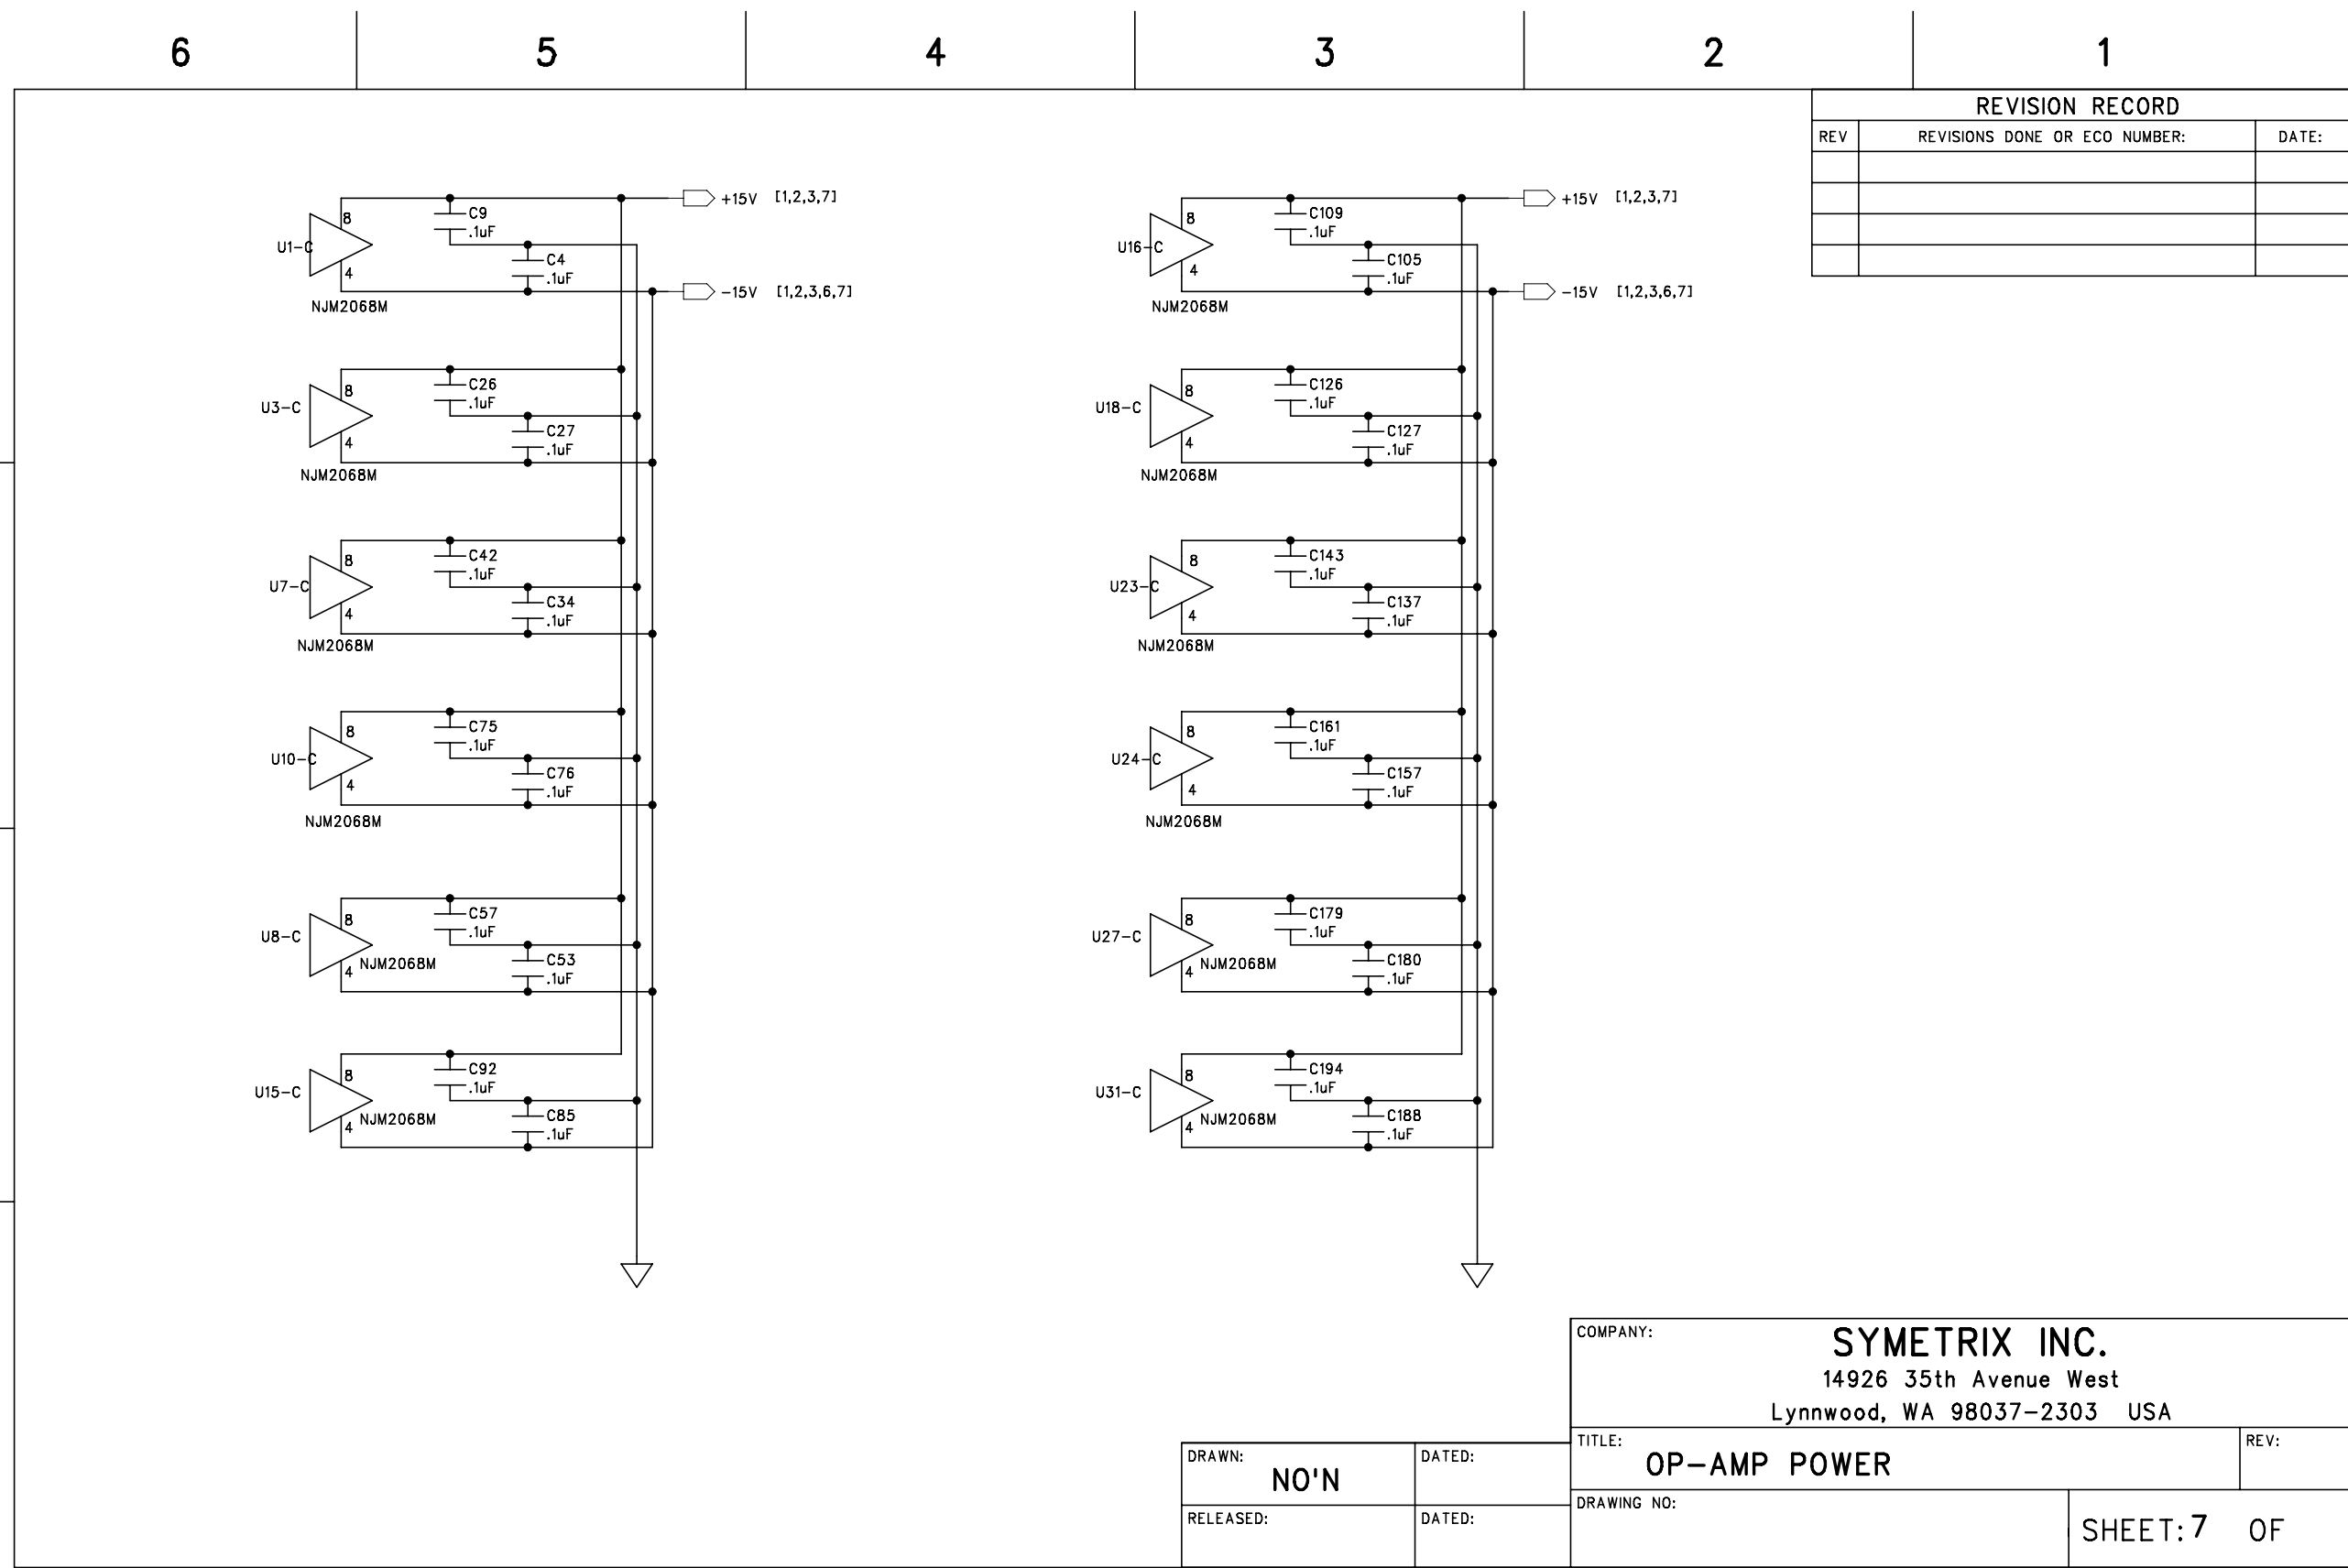 6 5 4 3 2 1
REVISION RECORD
REV REVISIONS DONE OR ECO NUMBER: DATE:
U1-C
8
4
NJM2068M
C9
.1uF
C4
.1uF
+15V [1,2,3,7]
-15V [1,2,3,6,7]
U3-C
8
4
NJM2068M
C26
.1uF
C27
.1uF
U7-C
8
4
NJM2068M
C42
.1uF
C34
.1uF
U10-C
8
4
NJM2068M
C75
.1uF
C76
.1uF
U8-C
8
4
NJM2068M
C57
.1uF
C53
.1uF
U15-C
8
4
NJM2068M
C92
.1uF
C85
.1uF
U16-C
8
4
NJM2068M
C109
.1uF
C105
.1uF
+15V [1,2,3,7]
-15V [1,2,3,6,7]
U18-C
8
4
NJM2068M
C126
.1uF
C127
.1uF
U23-C
8
4
NJM2068M
C143
.1uF
C137
.1uF
U24-C
8
4
NJM2068M
C161
.1uF
C157
.1uF
U27-C
8
4
NJM2068M
C179
.1uF
C180
.1uF
U31-C
8
4
NJM2068M
C194
.1uF
C188
.1uF
COMPANY:
SYMETRIX INC.
14926 35th Avenue West
Lynnwood, WA 98037-2303 USA
TITLE:
OP-AMP POWER
REV:
DRAWN:
NO'N
DATED:
RELEASED:
DATED:
DRAWING NO:
SHEET: 7 OF